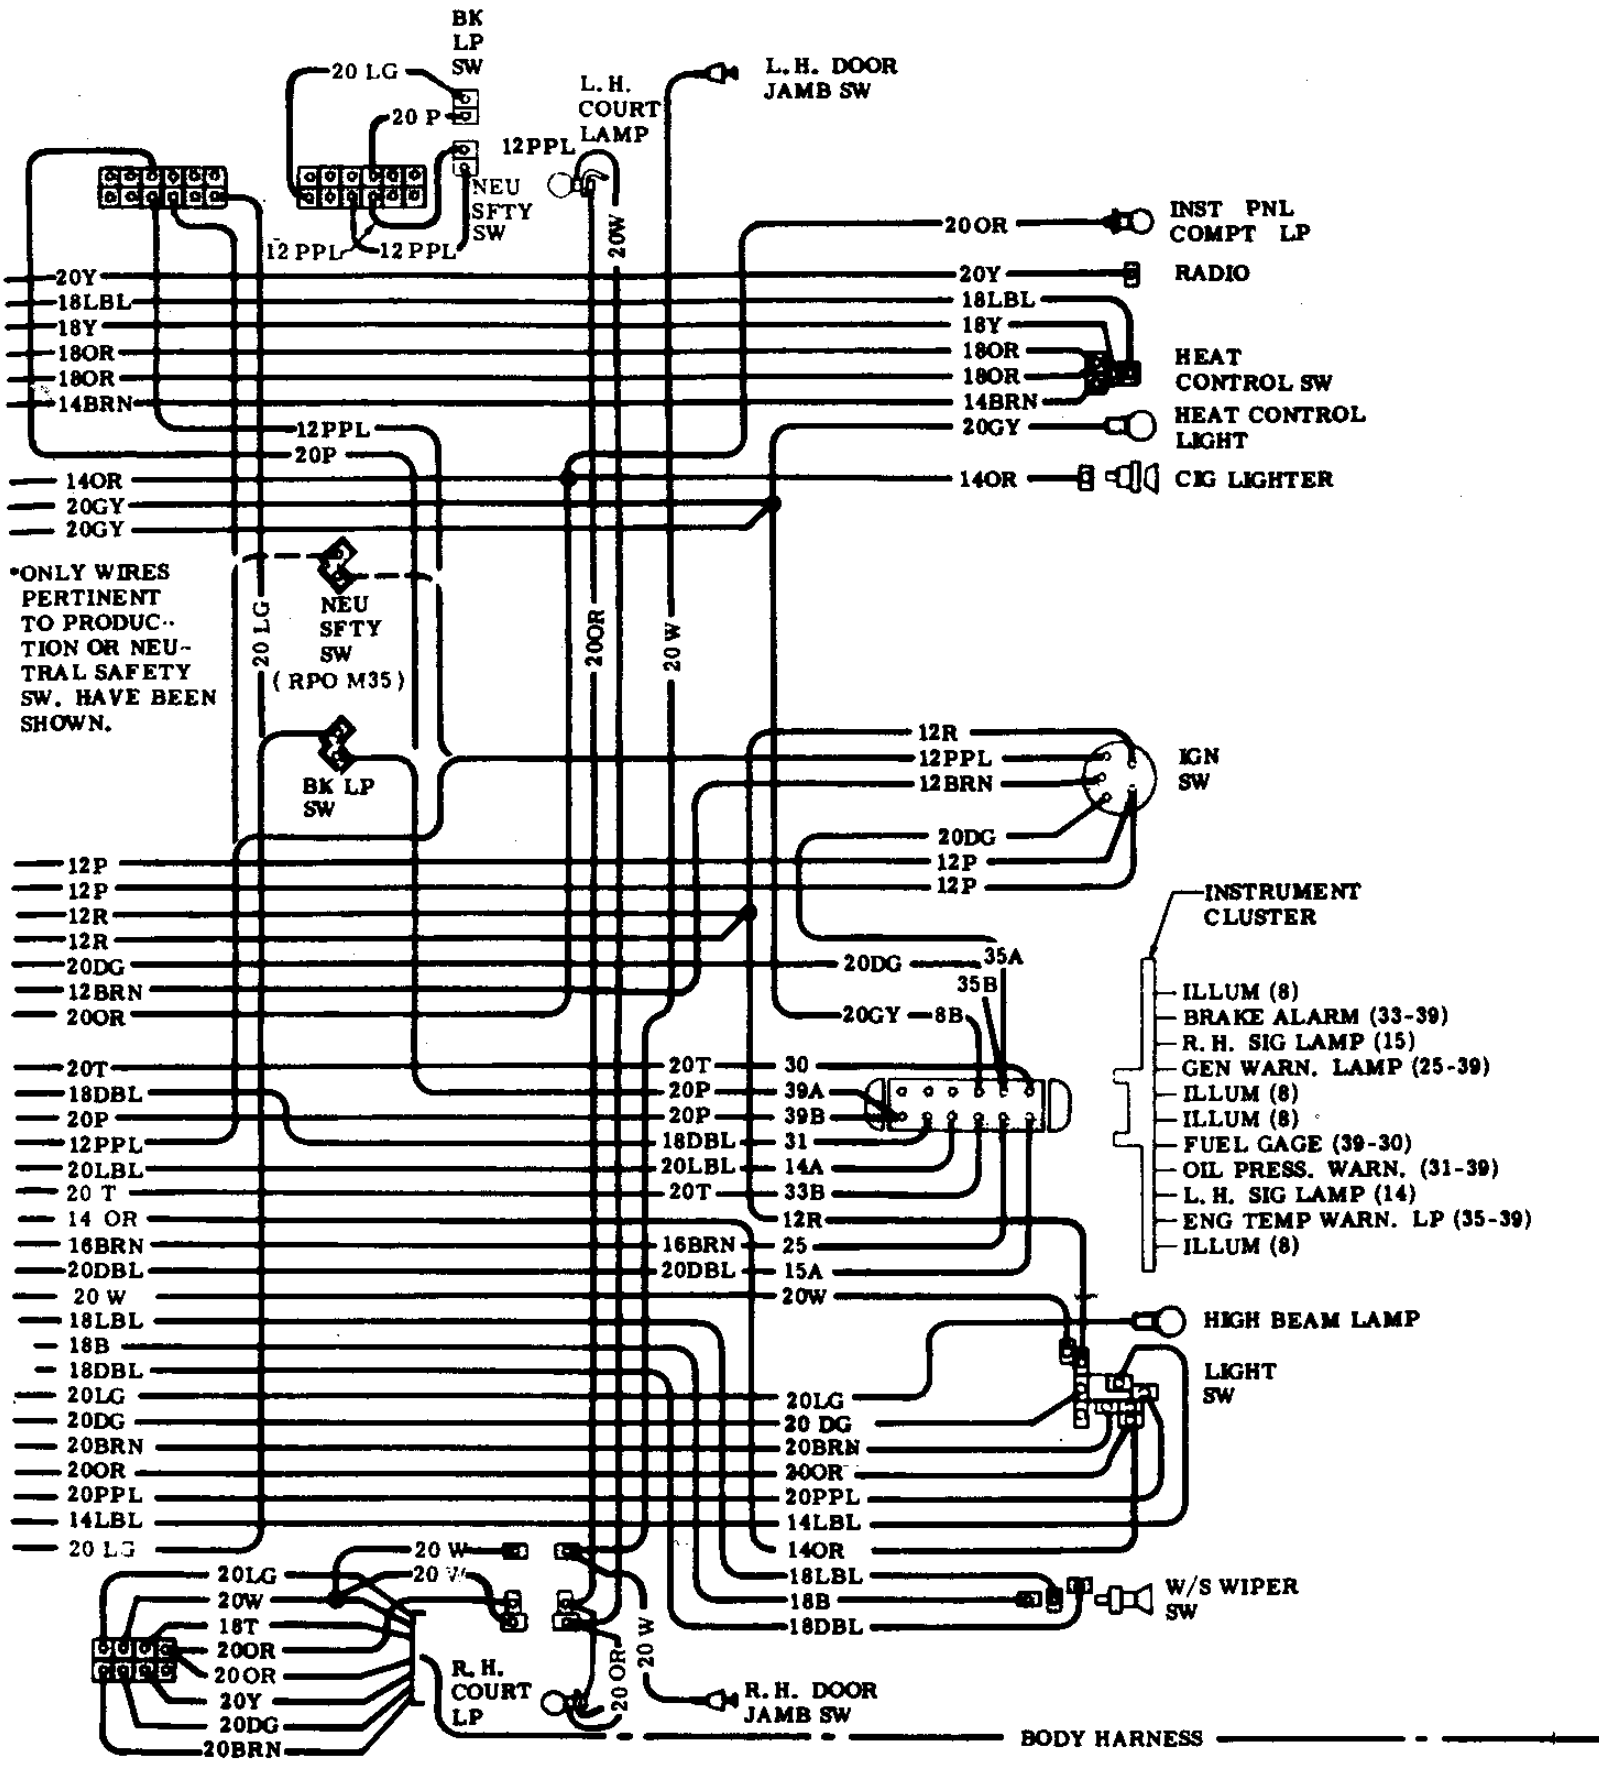 BK
LP
SW
20 LG
20 P
L. H.
COURT
LAMP
L. H. DOOR
JAMB SW
12PPL
NEU
SFTY
SW
20W
12 PPL
12 PPL
20OR
INST PNL
COMPT LP
20Y
20Y
RADIO
18LBL
18LBL
18Y
18Y
18OR
18OR
HEAT
CONTROL SW
18OR
18OR
14BRN
14BRN
12PPL
20GY
HEAT CONTROL
LIGHT
20P
14OR
14OR
CIG LIGHTER
20GY
20GY
*ONLY WIRES
PERTINENT
TO PRODUC-
TION OR NEU-
TRAL SAFETY
SW. HAVE BEEN
SHOWN.
20 LG
NEU
SFTY
SW
(RPO M35)
20OR
20 W
BK LP
SW
12R
12PPL
12BRN
IGN
SW
20DG
12P
12P
12P
12P
12R
12R
20DG
20DG
35A
35B
12BRN
20OR
20GY
8B
INSTRUMENT
CLUSTER
ILLUM (8)
BRAKE ALARM (33-39)
R. H. SIG LAMP (15)
GEN WARN. LAMP (25-39)
ILLUM (8)
ILLUM (8)
FUEL GAGE (39-30)
OIL PRESS. WARN. (31-39)
L. H. SIG LAMP (14)
ENG TEMP WARN. LP (35-39)
ILLUM (8)
20T
20T
30
18DBL
20P
39A
20P
20P
39B
12PPL
18DBL
31
20LBL
20LBL
14A
20 T
20T
33B
14 OR
12R
16BRN
16BRN
25
20DBL
20DBL
15A
20 W
20W
18LBL
HIGH BEAM LAMP
18B
18DBL
LIGHT
SW
20LG
20LG
20DG
20 DG
20BRN
20BRN
20OR
20OR
20PPL
20PPL
14LBL
14LBL
20 LG
14OR
20 W
20 W
18LBL
18B
18DBL
W/S WIPER
SW
20LG
20W
18T
20OR
20OR
20Y
20DG
20BRN
R. H.
COURT
LP
20 OR
20 W
R. H. DOOR
JAMB SW
BODY HARNESS